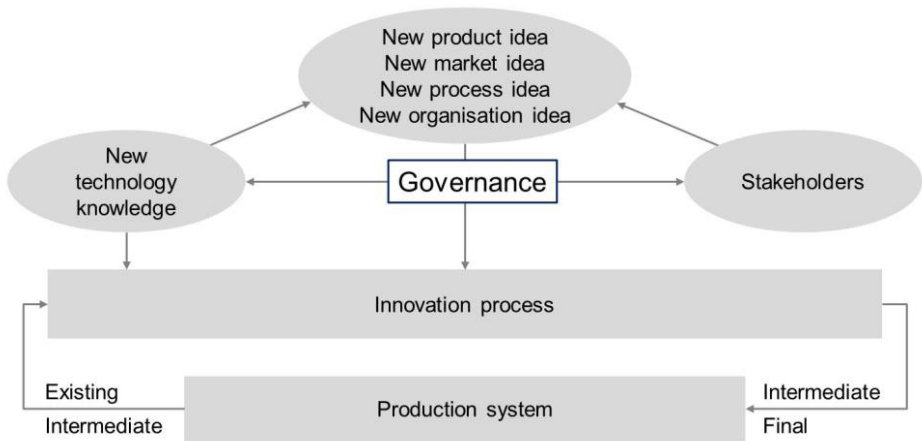 New product idea
New market idea
New process idea
New organisation idea
New
technology
knowledge
Governance
Stakeholders
Innovation process
Existing
Intermediate
Production system
Intermediate
Final